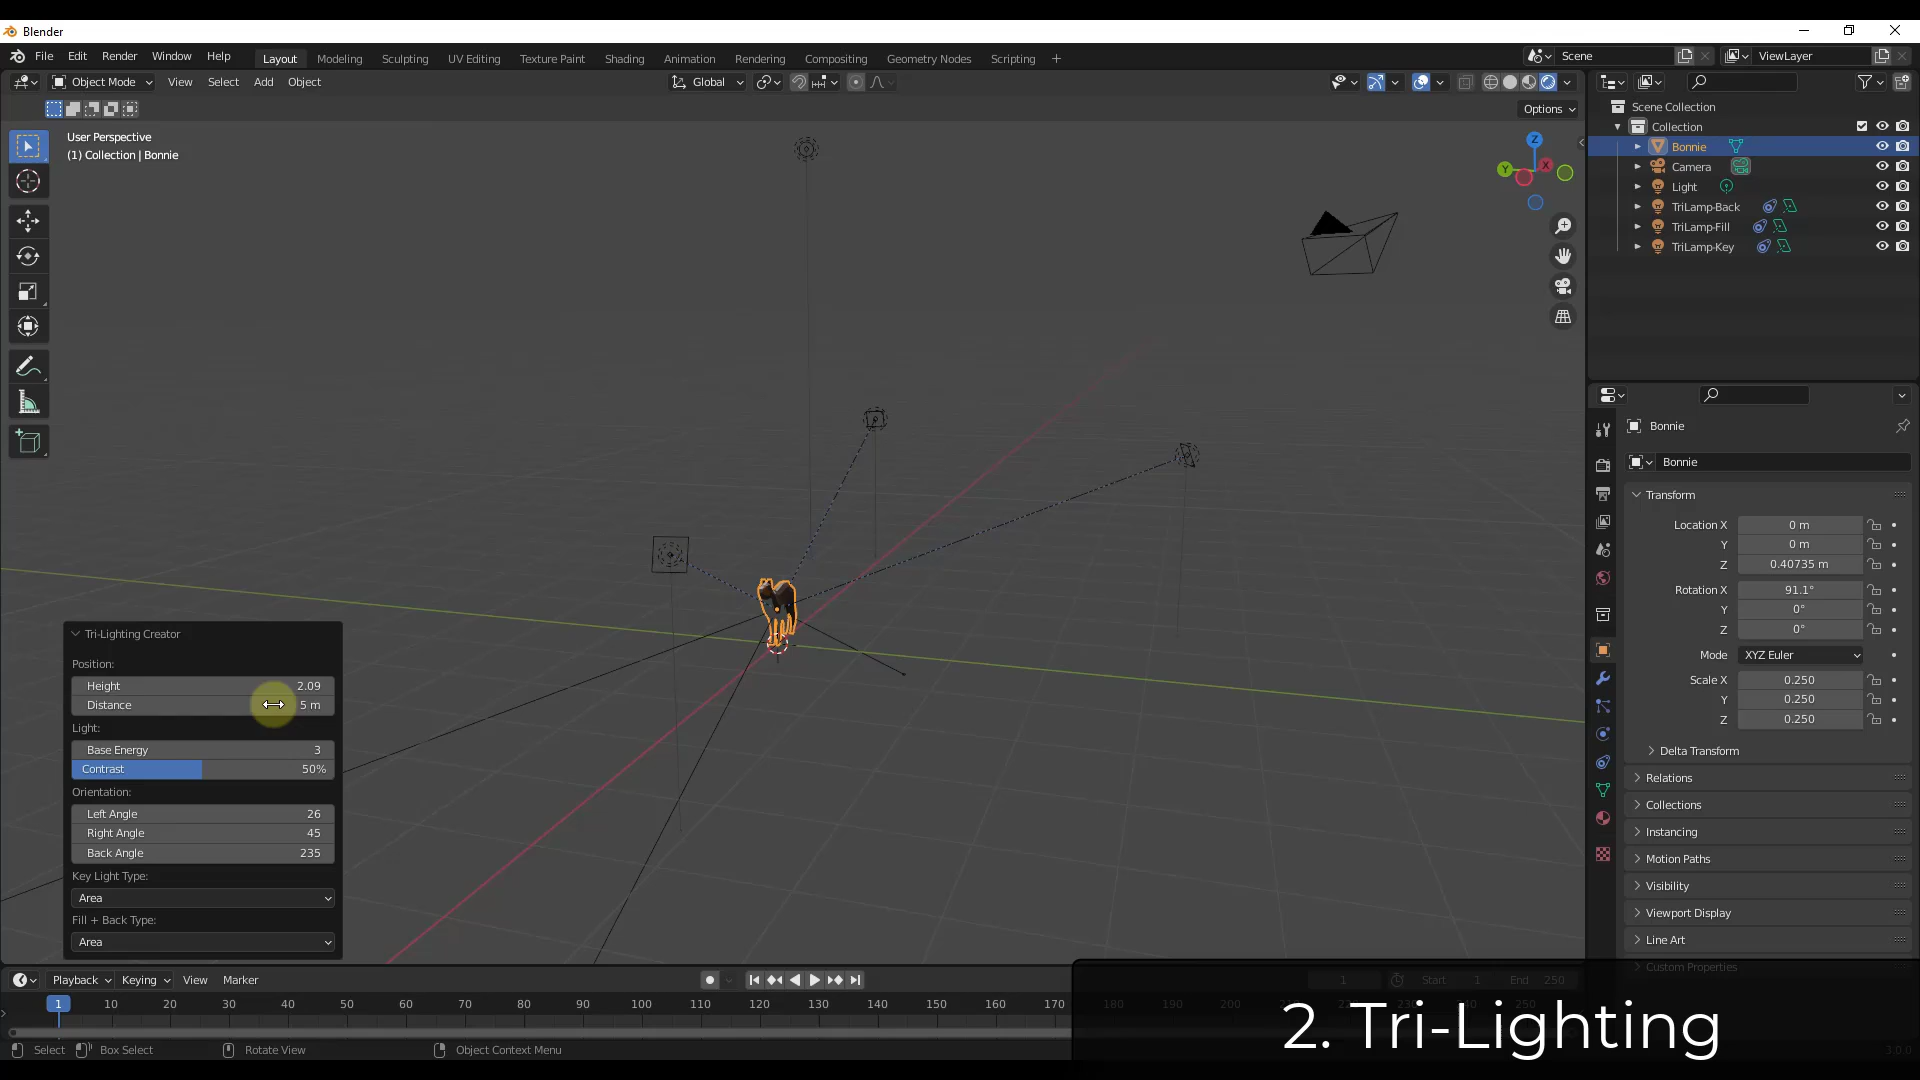 Blender
File Edit Render Window Help Layout Modeling Sculpting UV Editing Texture Paint Shading Animation Rendering Compositing Geometry Nodes Scripting + Scene ViewLayer
Object Mode View Select Add Object Global
Options
User Perspective
(1) Collection | Bonnie
Z
Y X
Scene Collection
Collection
Bonnie
Camera
Light
TriLamp-Back
TriLamp-Fill
TriLamp-Key
Bonnie
Bonnie
Transform
Location X 0 m
Y 0 m
Z 0.40735 m
Rotation X 91.1°
Y 0°
Z 0°
Mode XYZ Euler
Scale X 0.250
Y 0.250
Z 0.250
Delta Transform
Relations
Collections
Instancing
Motion Paths
Visibility
Viewport Display
Line Art
Custom Properties
Tri-Lighting Creator
Position:
Height 2.09
Distance 5 m
Light:
Base Energy 3
Contrast 50%
Orientation:
Left Angle 26
Right Angle 45
Back Angle 235
Key Light Type:
Area
Fill + Back Type:
Area
Playback Keying View Marker 1 Start 1 End 250
1 10 20 30 40 50 60 70 80 90 100 110 120 130 140 150 160 170 180 190 200 210 220 230 240 250
Select Box Select Rotate View Object Context Menu 3.0.0
2. Tri-Lighting